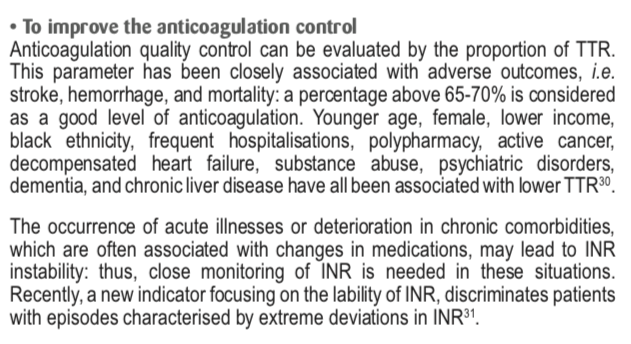 • To improve the anticoagulation control
Anticoagulation quality control can be evaluated by the proportion of TTR.
This parameter has been closely associated with adverse outcomes, i.e.
stroke, hemorrhage, and mortality: a percentage above 65-70% is considered
as a good level of anticoagulation. Younger age, female, lower income,
black ethnicity, frequent hospitalisations, polypharmacy, active cancer,
decompensated heart failure, substance abuse, psychiatric disorders,
dementia, and chronic liver disease have all been associated with lower TTR³⁰.

The occurrence of acute illnesses or deterioration in chronic comorbidities,
which are often associated with changes in medications, may lead to INR
instability: thus, close monitoring of INR is needed in these situations.
Recently, a new indicator focusing on the lability of INR, discriminates patients
with episodes characterised by extreme deviations in INR³¹.